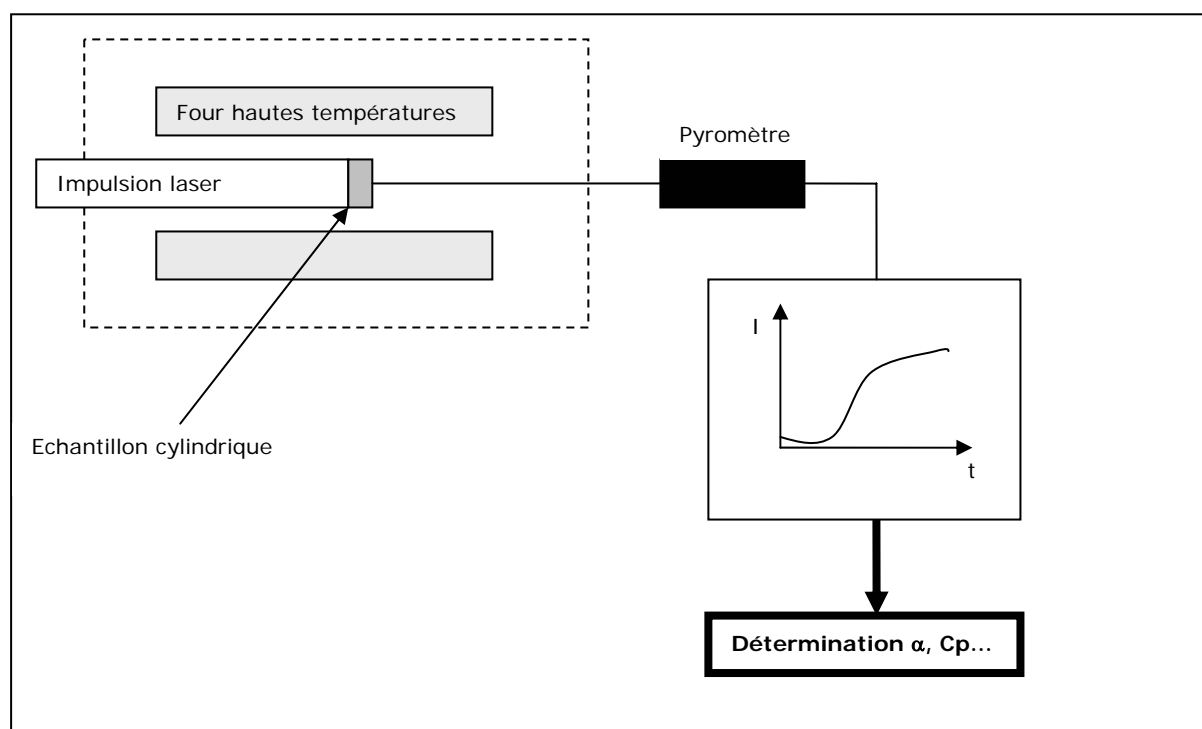 Four hautes températures
Pyromètre
Impulsion laser
I
Echantillon cylindrique
t
Détermination α, Cp...